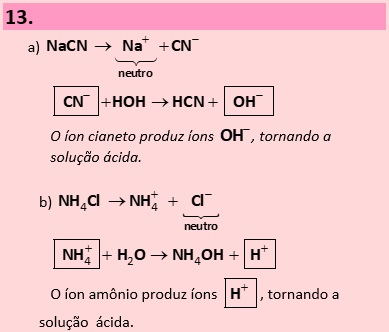 13.
a) NaCN → Na⁺ + CN⁻
neutro
CN⁻ + HOH → HCN + OH⁻
O íon cianeto produz íons OH⁻, tornando a
solução ácida.
b) NH₄Cl → NH₄⁺ + Cl⁻
neutro
NH₄⁺ + H₂O → NH₄OH + H⁺
O íon amônio produz íons H⁺, tornando a
solução ácida.